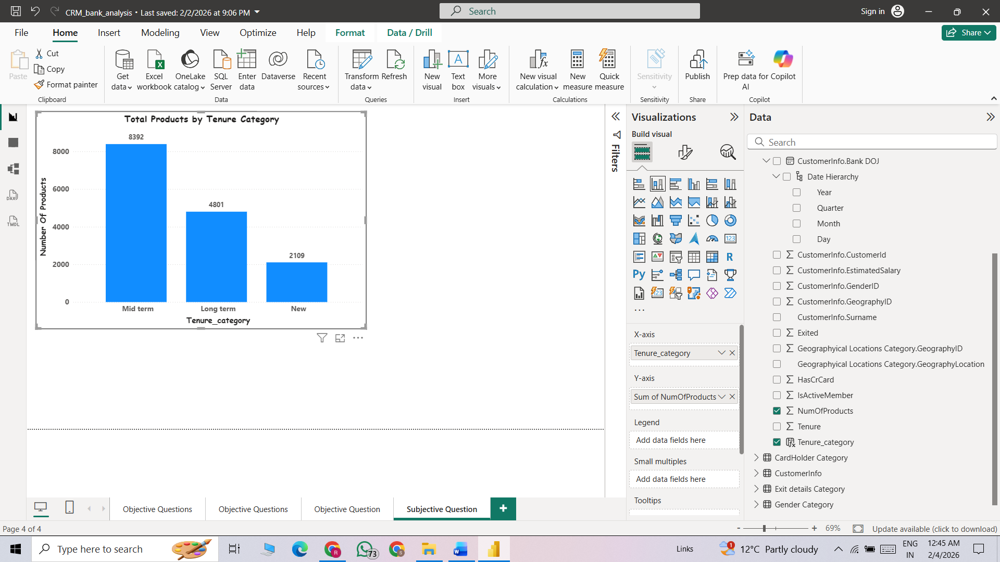 CRM_bank_analysis • Last saved: 2/2/2026 at 9:06 PM
Search
Sign in
File Home Insert Modeling View Optimize Help Format Data / Drill
Share
Paste
Cut
Copy
Format painter
Clipboard
Get data
Excel workbook
OneLake catalog
SQL Server
Enter data
Dataverse
Recent sources
Data
Transform data
Refresh
Queries
New visual
Text box
More visuals
Insert
New visual calculation
New measure
Quick measure
Calculations
Sensitivity
Sensitivity
Publish
Share
Prep data for AI
Copilot
Copilot
DAX
TMDL
Total Products by Tenure Category
Number Of Products
8000
6000
4000
2000
0
8392
4801
2109
Mid term
Long term
New
Tenure_category
Filters
Visualizations
Build visual
123
R
Py
123
X-axis
Tenure_category
Y-axis
Sum of NumOfProducts
Legend
Add data fields here
Small multiples
Add data fields here
Tooltips
Data
Search
CustomerInfo.Bank DOJ
Date Hierarchy
Year
Quarter
Month
Day
CustomerInfo.CustomerId
CustomerInfo.EstimatedSalary
CustomerInfo.GenderID
CustomerInfo.GeographyID
CustomerInfo.Surname
Exited
Geographyical Locations Category.GeographyID
Geographyical Locations Category.GeographyLocation
HasCrCard
IsActiveMember
NumOfProducts
Tenure
Tenure_category
CardHolder Category
CustomerInfo
Exit details Category
Gender Category
Objective Questions
Objective Questions
Objective Question
Subjective Question
+
Page 4 of 4
- + 69%
Update available (click to download)
Type here to search
R
73
S
Links
1
12°C Partly cloudy
ENG
IN
12:45 AM
2/4/2026